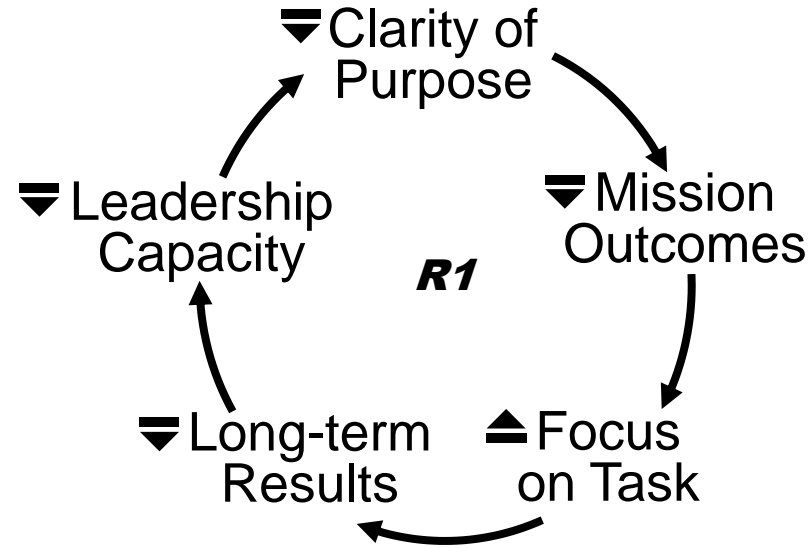 Clarity of
Purpose
Mission
Outcomes
Focus
on Task
Long-term
Results
Leadership
Capacity
R1